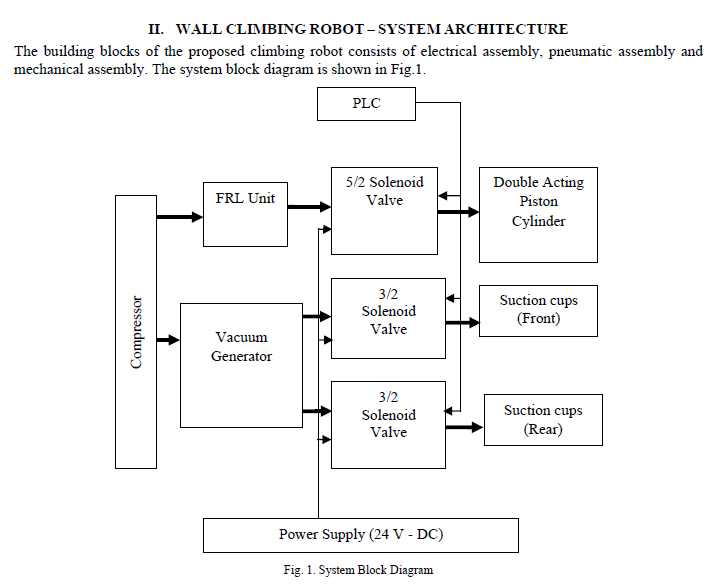 II. WALL CLIMBING ROBOT – SYSTEM ARCHITECTURE
The building blocks of the proposed climbing robot consists of electrical assembly, pneumatic assembly and
mechanical assembly. The system block diagram is shown in Fig.1.
PLC
FRL Unit
5/2 Solenoid
Valve
Double Acting
Piston
Cylinder
Compressor
Vacuum
Generator
3/2
Solenoid
Valve
Suction cups
(Front)
3/2
Solenoid
Valve
Suction cups
(Rear)
Power Supply (24 V - DC)
Fig. 1. System Block Diagram